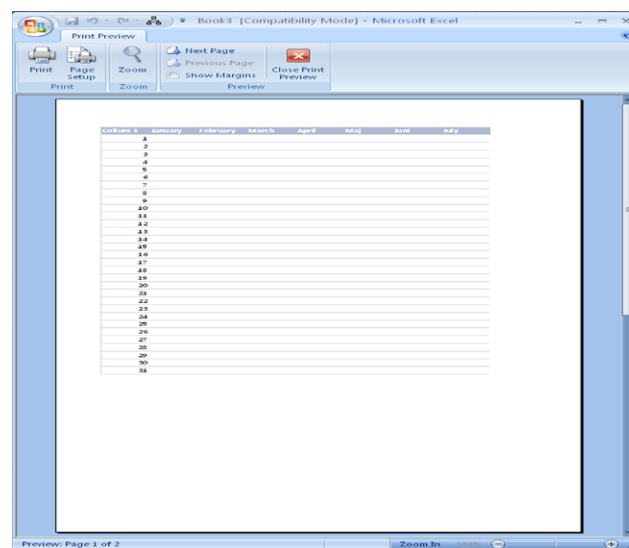 Book3 [Compatibility Mode] - Microsoft Excel
Print Preview
Print
Page Setup
Zoom
Next Page
Previous Page
Show Margins
Close Print Preview
Print Zoom Preview
Collum 1 January February March April Maj Juni July
1
2
3
4
5
6
7
8
9
10
11
12
13
14
15
16
17
18
19
20
21
22
23
24
25
26
27
28
29
30
31
Preview: Page 1 of 2 Zoom In